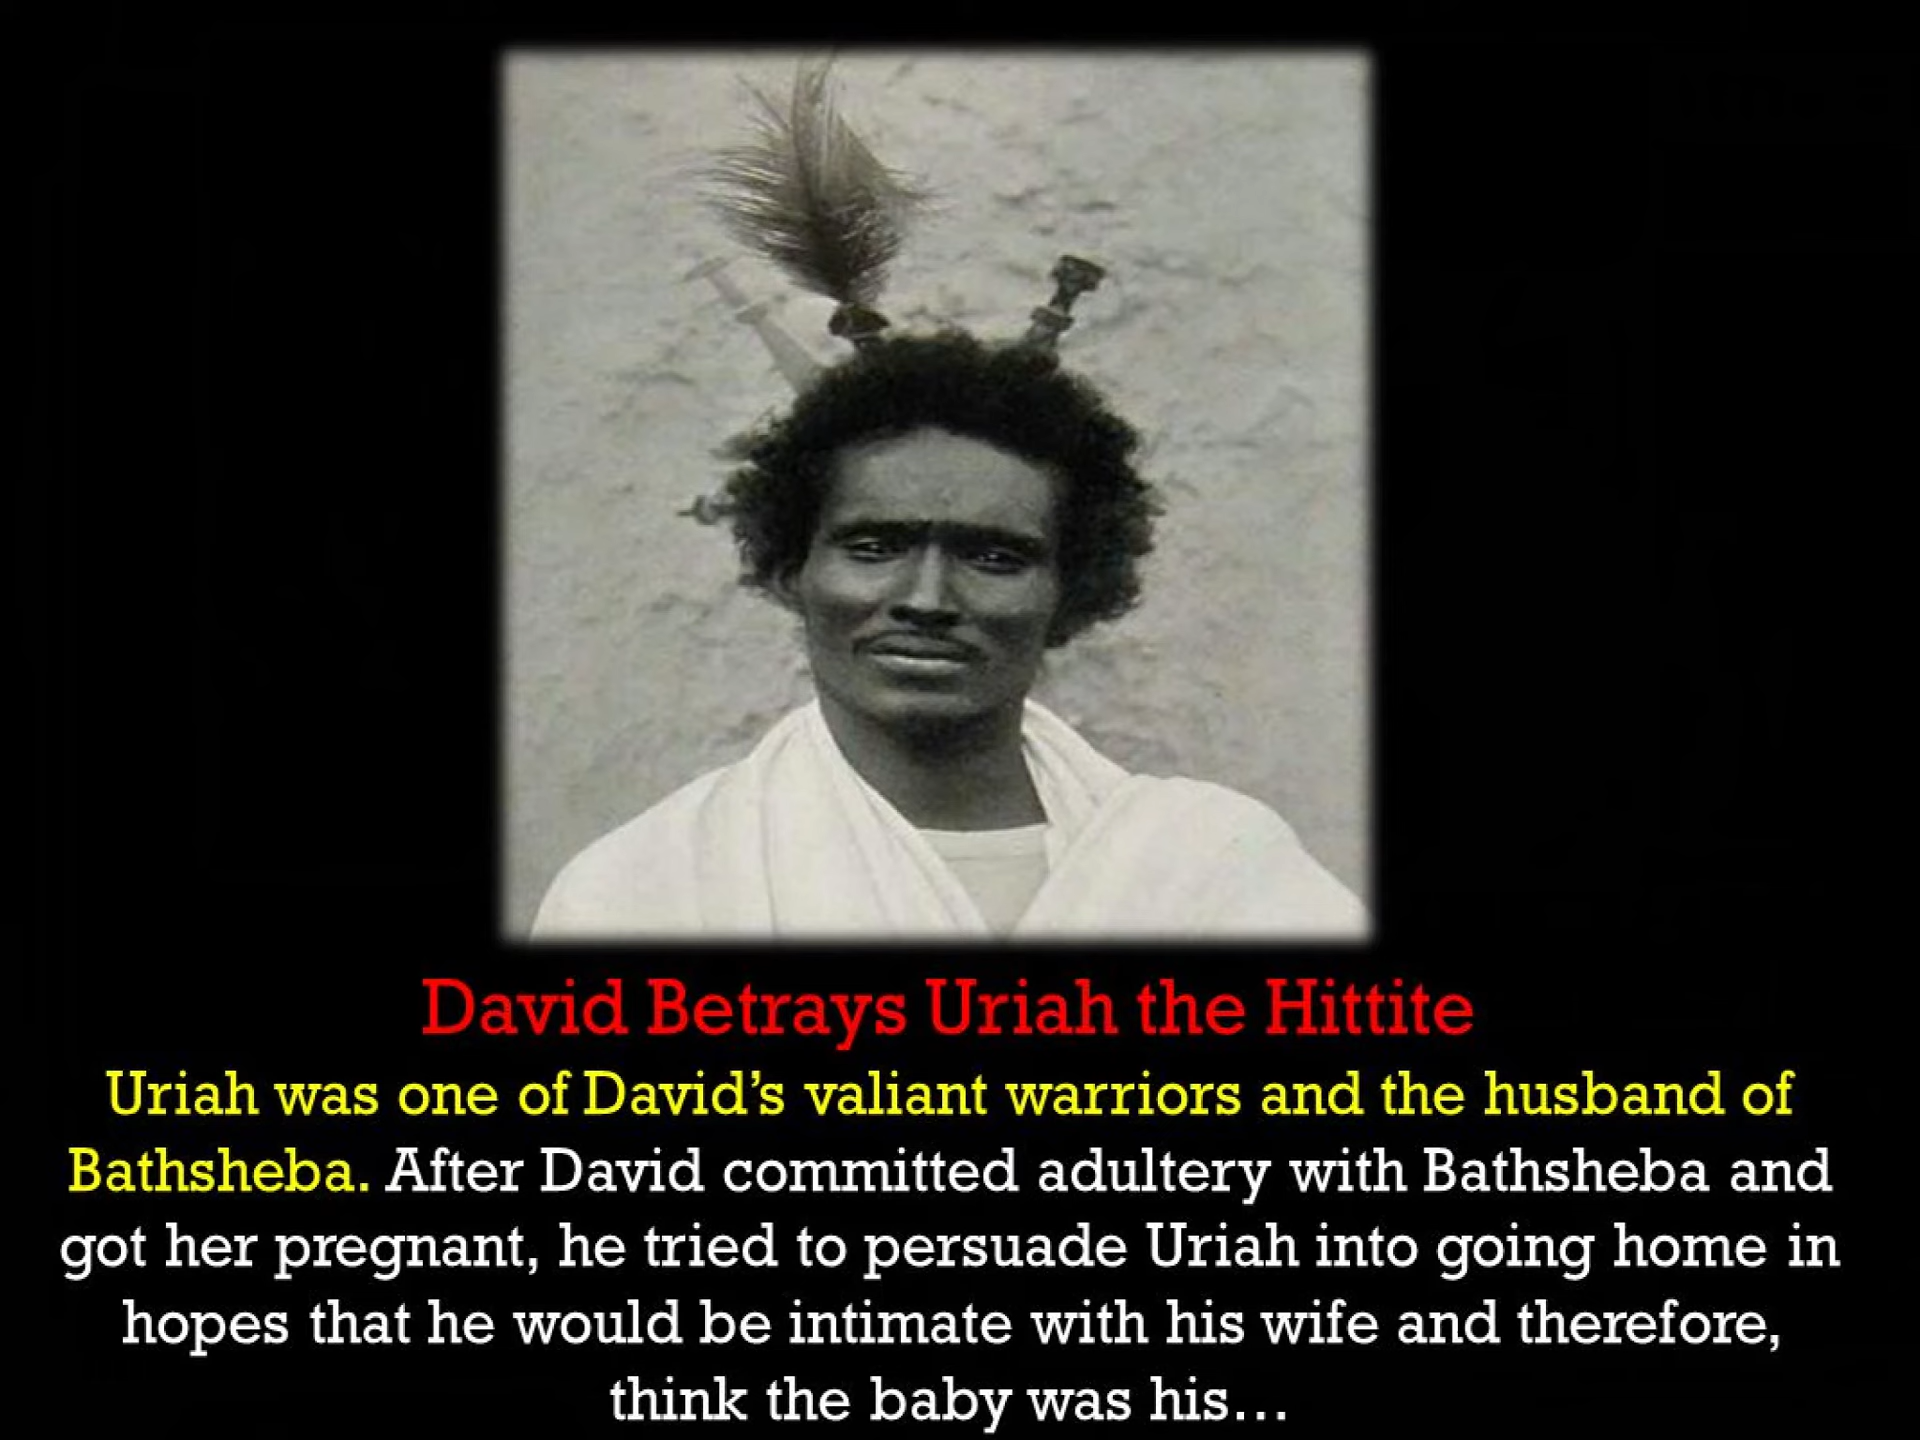 David Betrays Uriah the Hittite
Uriah was one of David’s valiant warriors and the husband of
Bathsheba. After David committed adultery with Bathsheba and
got her pregnant, he tried to persuade Uriah into going home in
hopes that he would be intimate with his wife and therefore,
think the baby was his…